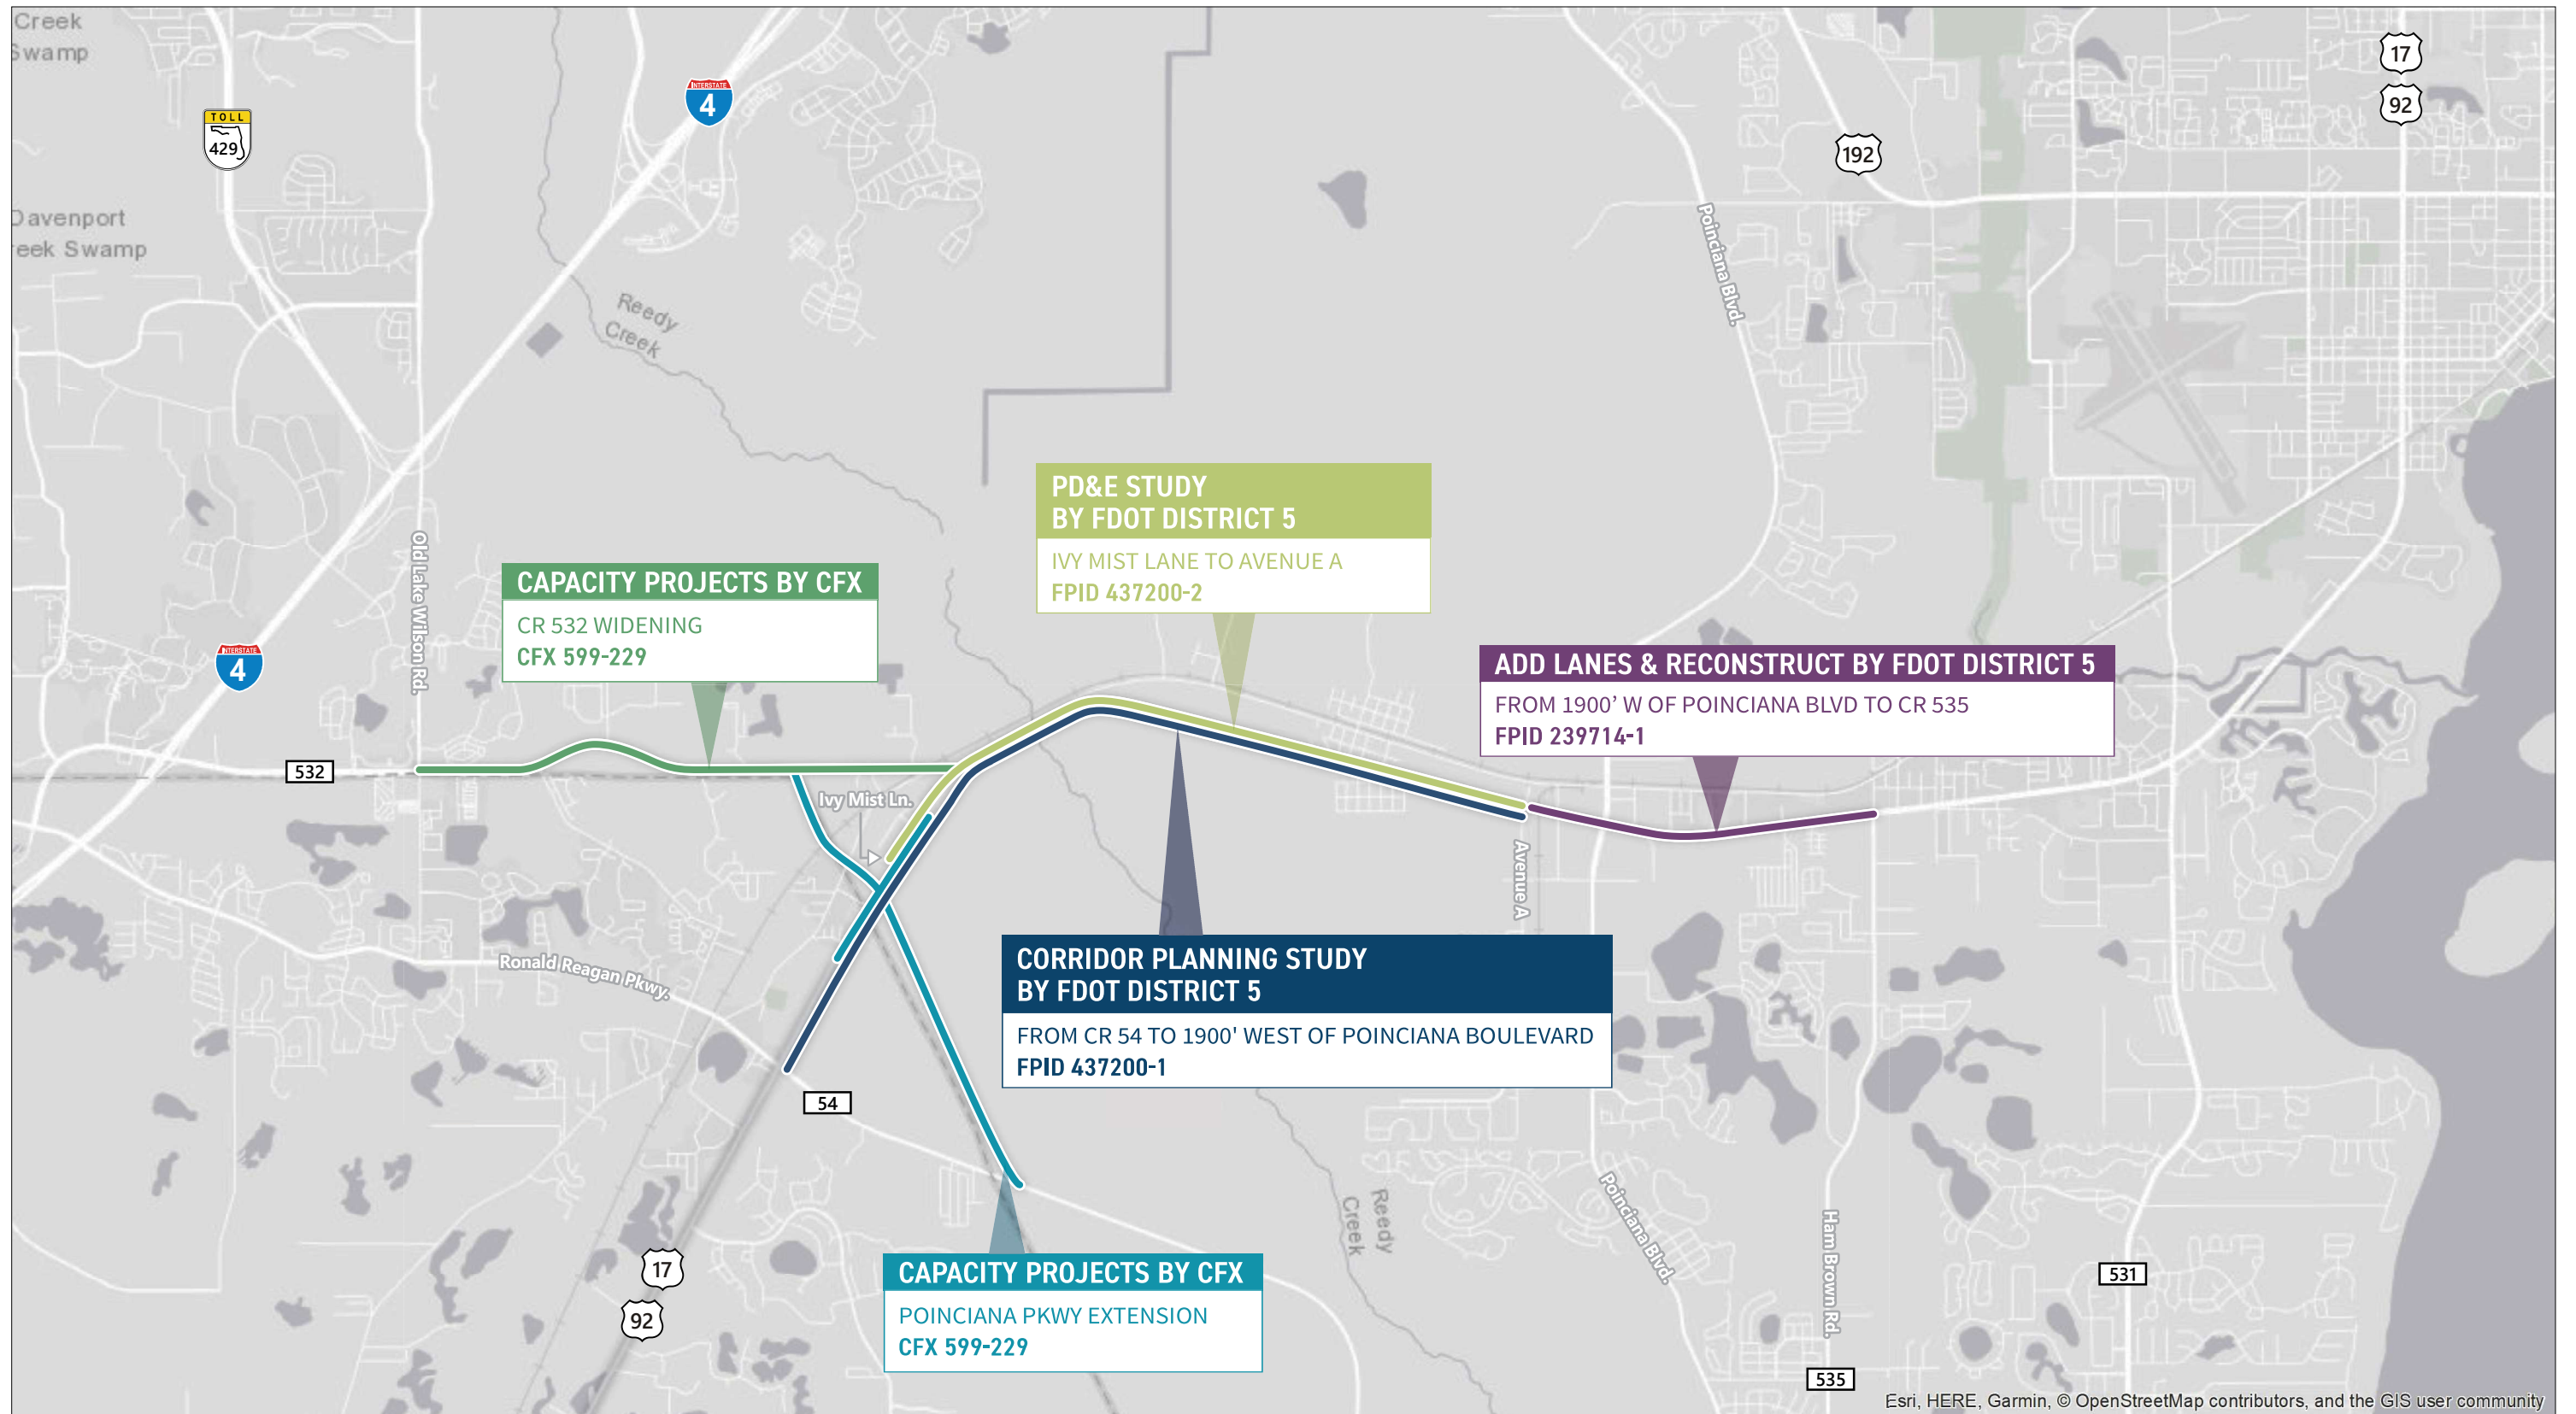 Creek
Swamp
INTERSTATE
4
17
92
TOLL
429
192
Davenport
reek Swamp
Poinciana Blvd.
Reedy
Creek
PD&E STUDY
BY FDOT DISTRICT 5
IVY MIST LANE TO AVENUE A
FPID 437200-2
Old Lake Wilson Rd.
CAPACITY PROJECTS BY CFX
CR 532 WIDENING
CFX 599-229
INTERSTATE
4
ADD LANES & RECONSTRUCT BY FDOT DISTRICT 5
FROM 1900’ W OF POINCIANA BLVD TO CR 535
FPID 239714-1
532
Ivy Mist Ln.
Avenue A
Ronald Reagan Pkwy.
CORRIDOR PLANNING STUDY
BY FDOT DISTRICT 5
FROM CR 54 TO 1900' WEST OF POINCIANA BOULEVARD
FPID 437200-1
54
Reedy
Creek
Poinciana Blvd.
Ham Brown Rd.
17
92
531
CAPACITY PROJECTS BY CFX
POINCIANA PKWY EXTENSION
CFX 599-229
535
Esri, HERE, Garmin, © OpenStreetMap contributors, and the GIS user community